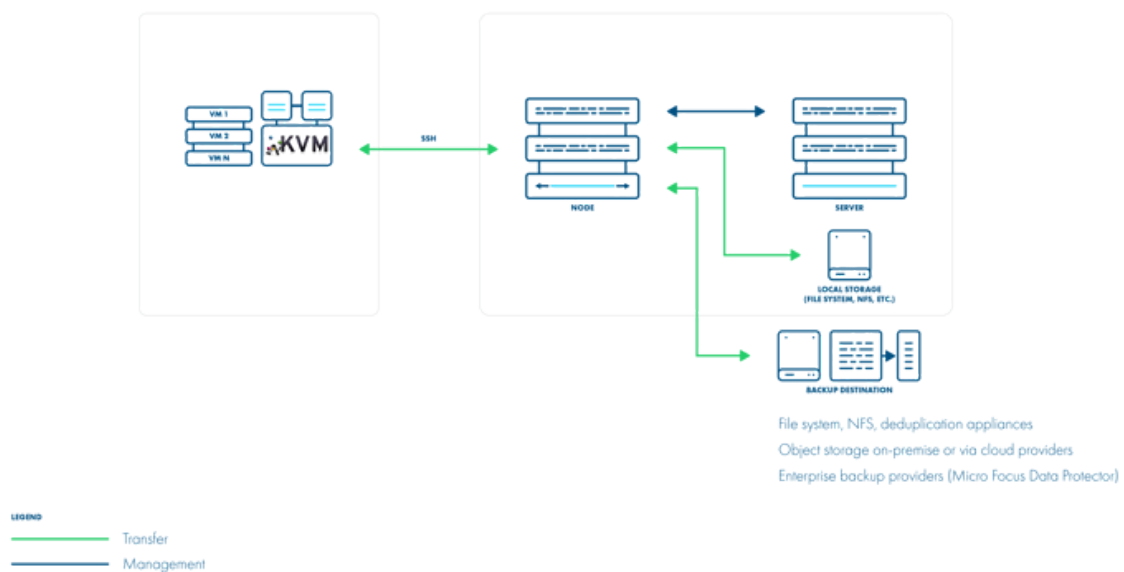 VM 1
VM 2
VM N
KVM
SSH
NODE
SERVER
LOCAL STORAGE
(FILE SYSTEM, NFS, ETC.)
BACKUP DESTINATION
File system, NFS, deduplication appliances
Object storage on-premise or via cloud providers
Enterprise backup providers (Micro Focus Data Protector)
LEGEND
Transfer
Management